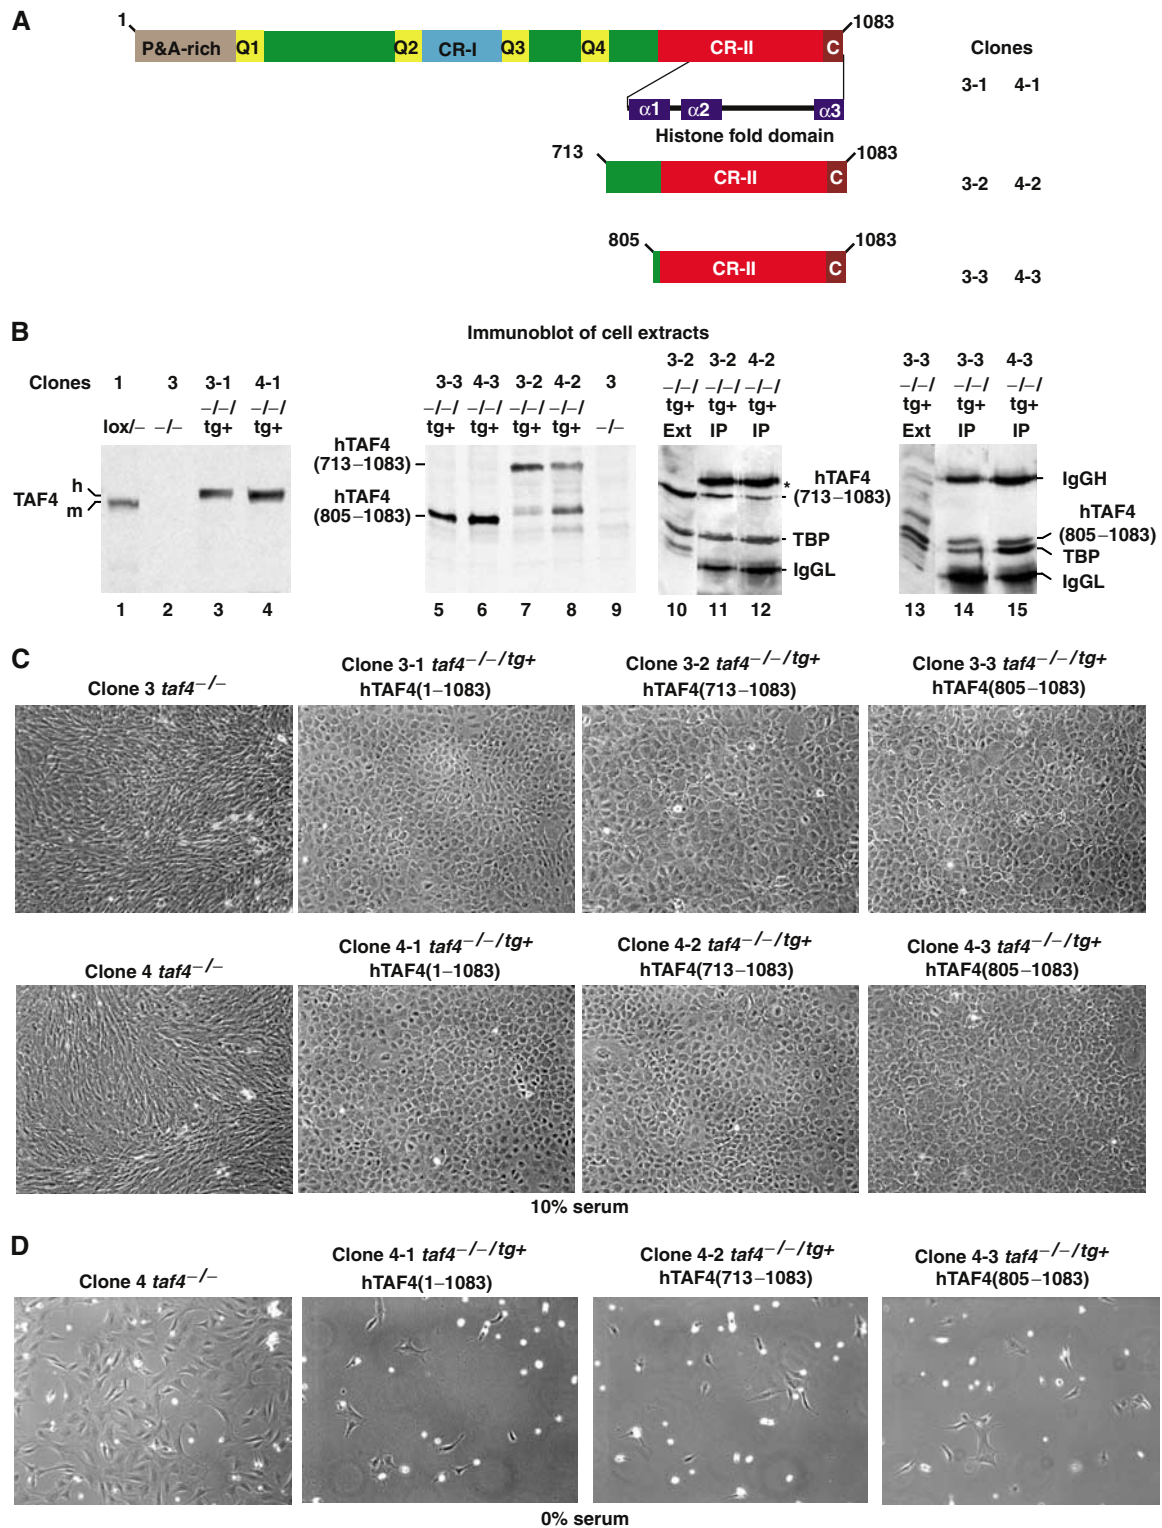 A
1
1083
P&A-rich
Q1
Q2
CR-I
Q3
Q4
CR-II
C
Clones
3-1 4-1
α1
α2
α3
Histone fold domain
713
1083
CR-II
C
3-2 4-2
805
1083
CR-II
C
3-3 4-3
B
Immunoblot of cell extracts
Clones 1 3 3-1 4-1
lox/– –/– –/–/ tg+ –/–/ tg+
TAF4
h
m
1 2 3 4
3-3 4-3 3-2 4-2 3
–/–/ tg+ –/–/ tg+ –/–/ tg+ –/–/ tg+ –/–
hTAF4
(713–1083)
hTAF4
(805–1083)
5 6 7 8 9
3-2 3-2 4-2
–/–/ –/–/ –/–/
tg+ tg+ tg+
Ext IP IP
*
hTAF4
(713–1083)
TBP
IgGL
10 11 12
3-3 3-3 4-3
–/–/ –/–/ –/–/
tg+ tg+ tg+
Ext IP IP
IgGH
hTAF4
(805–1083)
TBP
IgGL
13 14 15
C
Clone 3 taf4–/–
Clone 3-1 taf4–/–/tg+
hTAF4(1–1083)
Clone 3-2 taf4–/–/tg+
hTAF4(713–1083)
Clone 3-3 taf4–/–/tg+
hTAF4(805–1083)
Clone 4 taf4–/–
Clone 4-1 taf4–/–/tg+
hTAF4(1–1083)
Clone 4-2 taf4–/–/tg+
hTAF4(713–1083)
Clone 4-3 taf4–/–/tg+
hTAF4(805–1083)
10% serum
D
Clone 4 taf4–/–
Clone 4-1 taf4–/–/tg+
hTAF4(1–1083)
Clone 4-2 taf4–/–/tg+
hTAF4(713–1083)
Clone 4-3 taf4–/–/tg+
hTAF4(805–1083)
0% serum